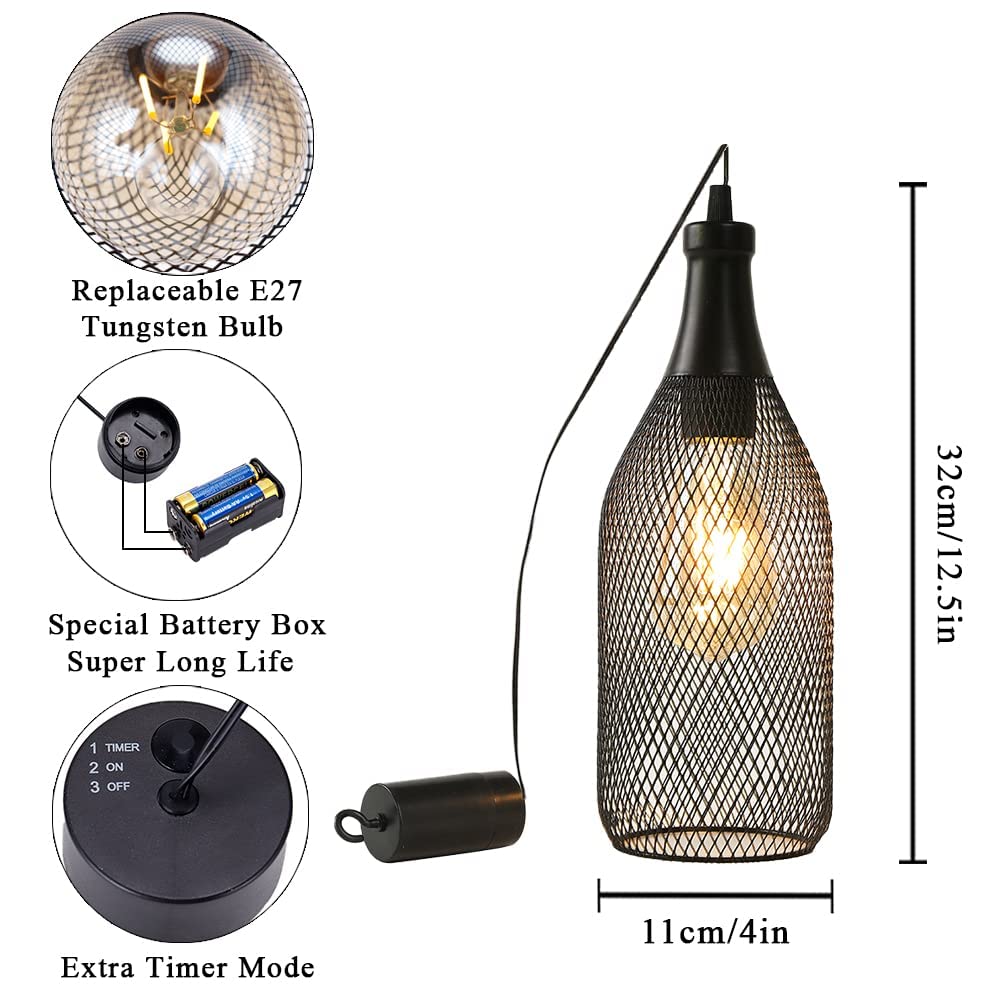 Replaceable E27
Tungsten Bulb
Special Battery Box
Super Long Life
1 TIMER
2 ON
3 OFF
Extra Timer Mode
32cm/12.5in
11cm/4in